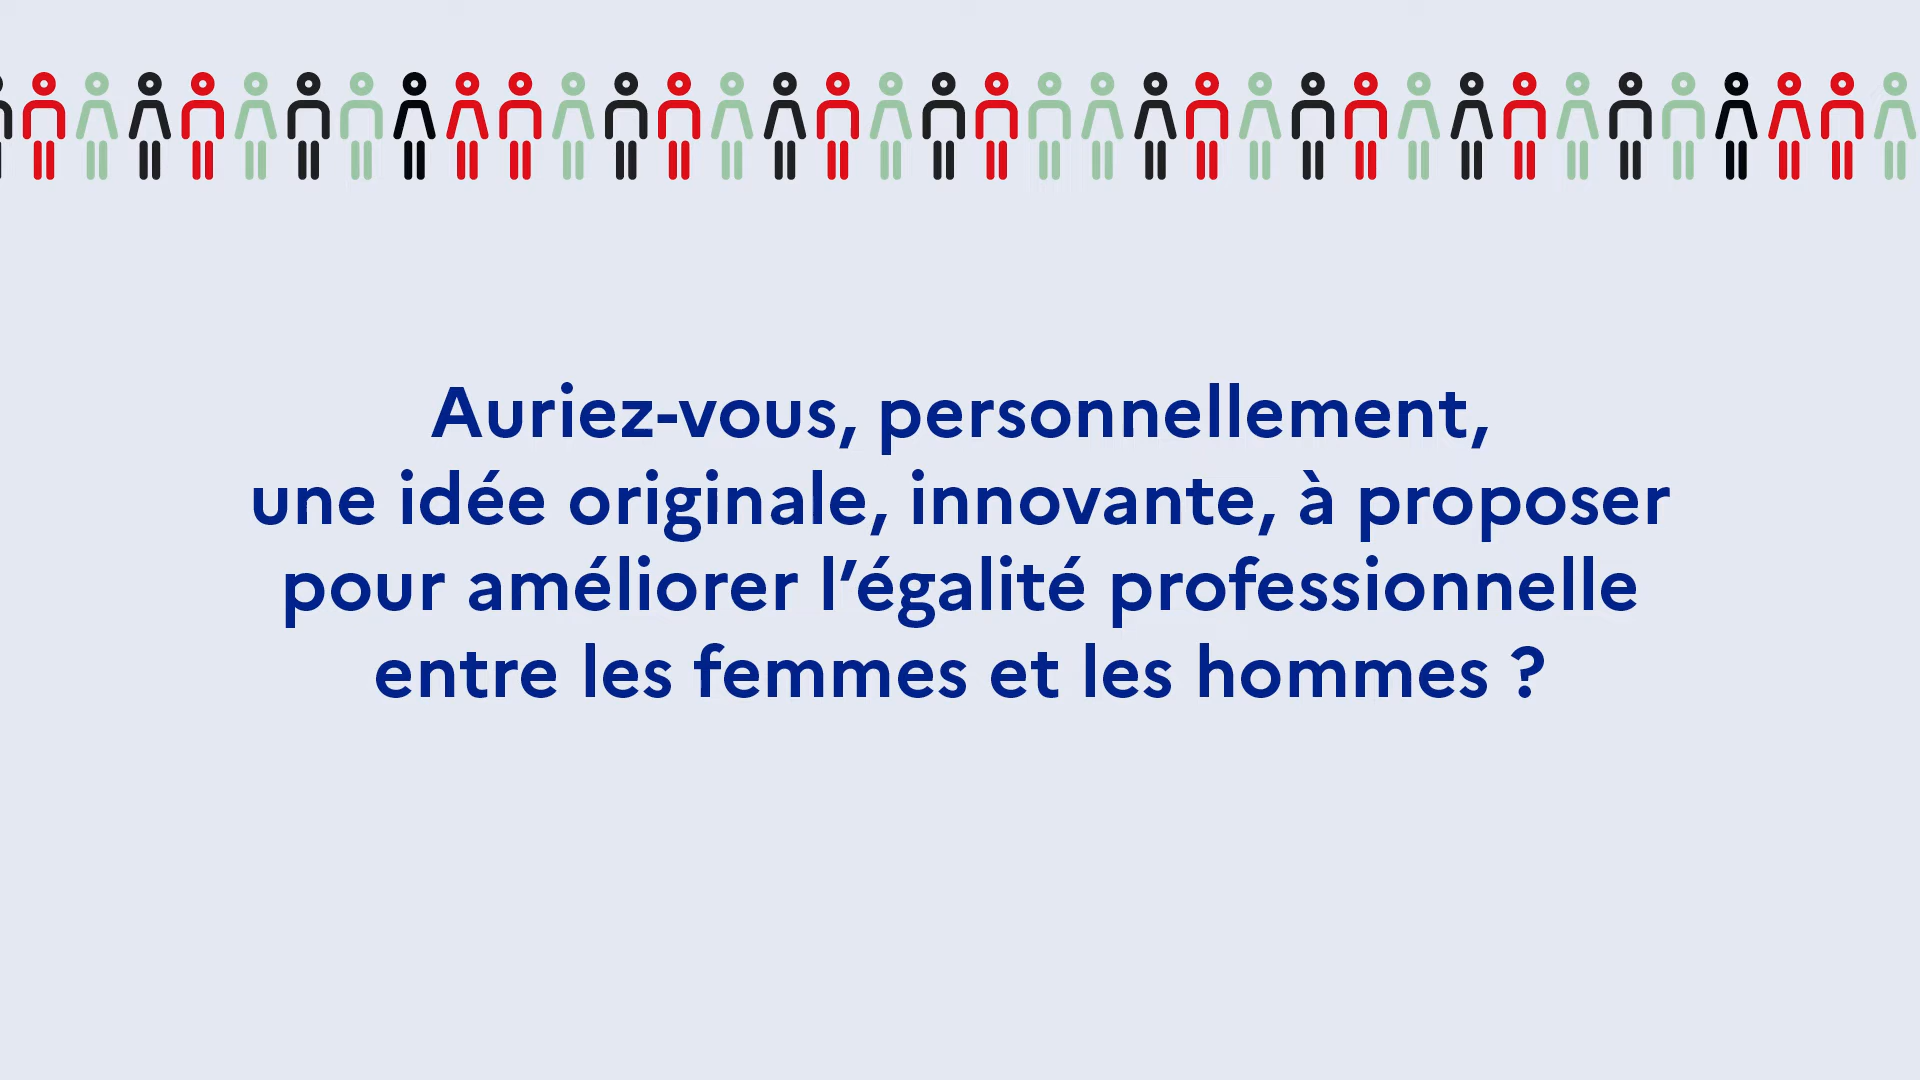 Auriez-vous, personnellement,
une idée originale, innovante, à proposer
pour améliorer l’égalité professionnelle
entre les femmes et les hommes ?